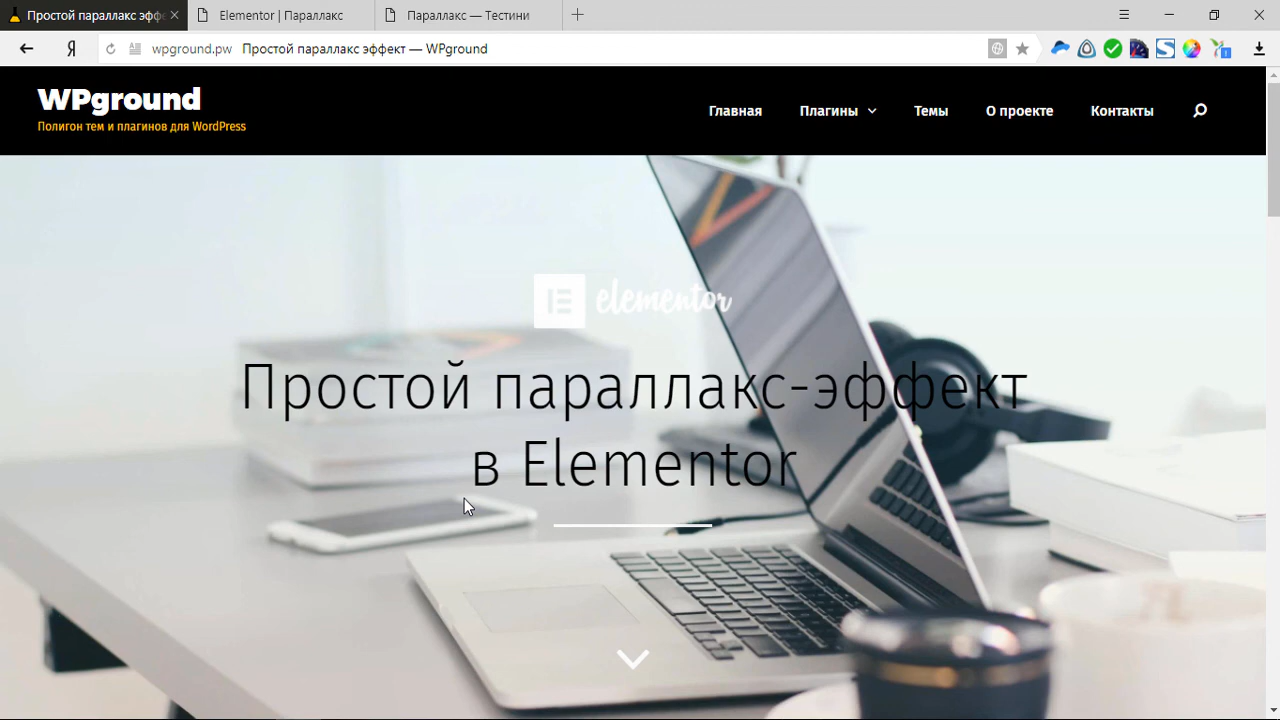 Простой параллакс эффе
Elementor | Параллакс
Параллакс — Тестини
Я
wpground.pw Простой параллакс эффект — WPground
WPground
Полигон тем и плагинов для WordPress
Главная
Плагины
Темы
О проекте
Контакты
elementor
Простой параллакс-эффект
в Elementor